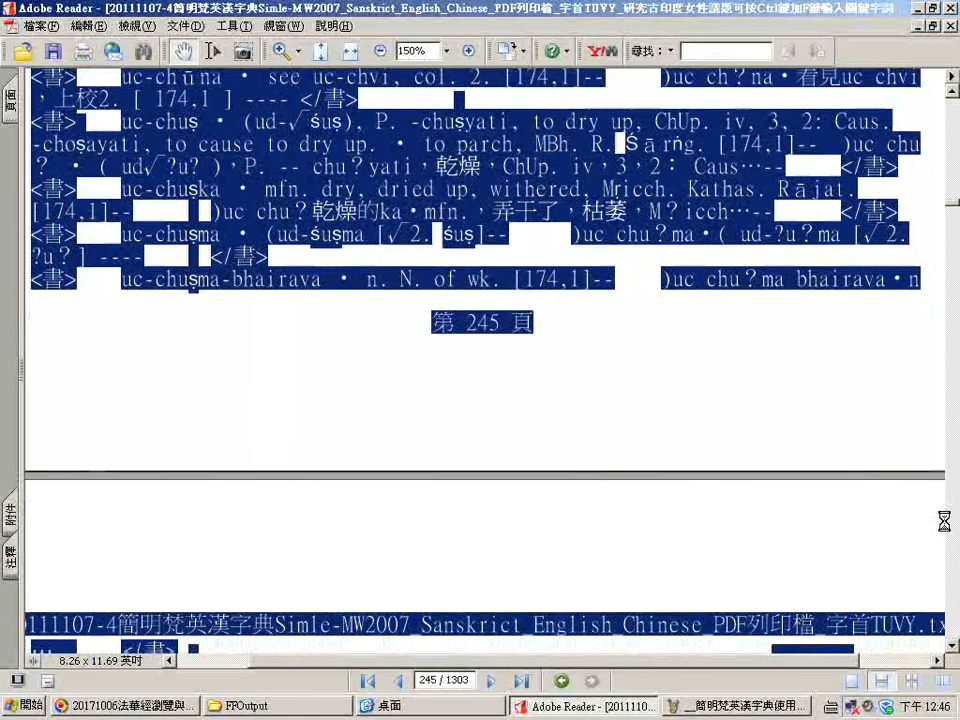 Adobe Reader - [20111107-4簡明梵英漢字典Simle-MW2007_Sanskrict_English_Chinese_PDF列印檔_字首TUVY_研究古印度女性議題可按Ctrl鍵加F鍵輸入關鍵字詞
檔案(F) 編輯(E) 檢視(V) 文件(D) 工具(T) 視窗(W) 說明(H)
150% 尋找：
頁面
<書> uc-chūna • see uc-chvi, col. 2. [174,1]-- )uc ch？na•看見uc chvi
，上校2. [ 174,1 ] ---- </書>
<書> uc-chuṣ • (ud-√śuṣ), P. -chuṣyati, to dry up, ChUp. iv, 3, 2: Caus.
-choṣayati, to cause to dry up. • to parch, MBh. R. Śārṅg. [174,1]-- )uc chu
？ •( ud√?u? )，P. -- chu？yati，乾燥，ChUp. iv，3，2： Caus…-- </書>
<書> uc-chuṣka • mfn. dry, dried up, withered, Mṛicch. Kathas. Rājat.
[174,1]-- )uc chu？乾燥的ka•mfn.，弄干了，枯萎，M？icch…-- </書>
<書> uc-chuṣma • (ud-śuṣma [√2. śuṣ]-- )uc chu？ma•( ud-?u？ma [√2.
?u？] ---- </書>
<書> uc-chuṣma-bhairava • n. N. of wk. [174,1]-- )uc chu？ma bhairava•n
第 245 頁
附件
注釋
0111107-4簡明梵英漢字典Simle-MW2007_Sanskrict_English_Chinese_PDF列印檔_字首TUVY.tx
… </書>
8.26 x 11.69 英吋
245 / 1303
開始 20171006法華經瀏覽與... FFOutput 桌面 Adobe Reader - [201110... __簡明梵英漢字典使用... 下午 12:46